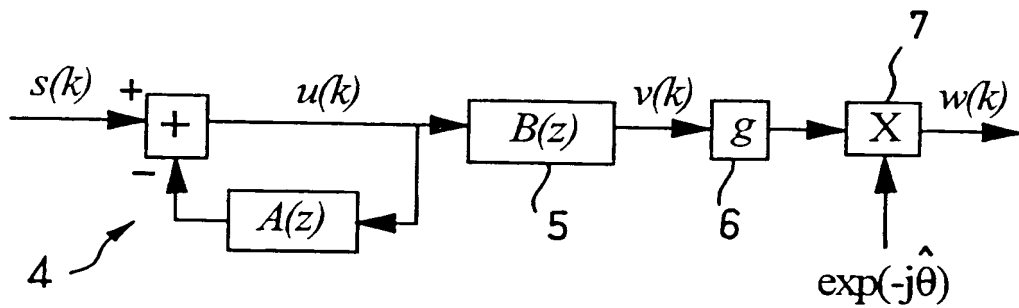 7
s(k) + u(k) v(k) w(k)
+ B(z) g X
−
A(z) 5 6
4 exp(-jθ̂)